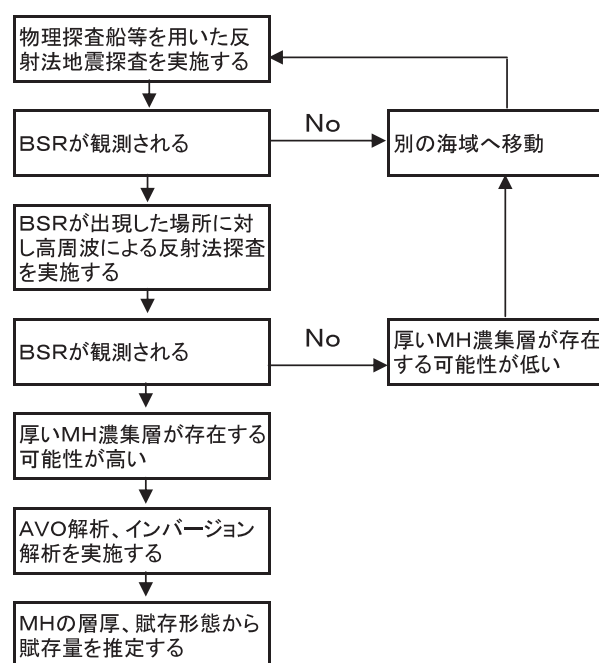 物理探査船等を用いた反
射法地震探査を実施する
BSRが観測される
No
別の海域へ移動
BSRが出現した場所に対
し高周波による反射法探査
を実施する
BSRが観測される
No
厚いMH濃集層が存在
する可能性が低い
厚いMH濃集層が存在する
可能性が高い
AVO解析、インバージョン
解析を実施する
MHの層厚、賦存形態から
賦存量を推定する